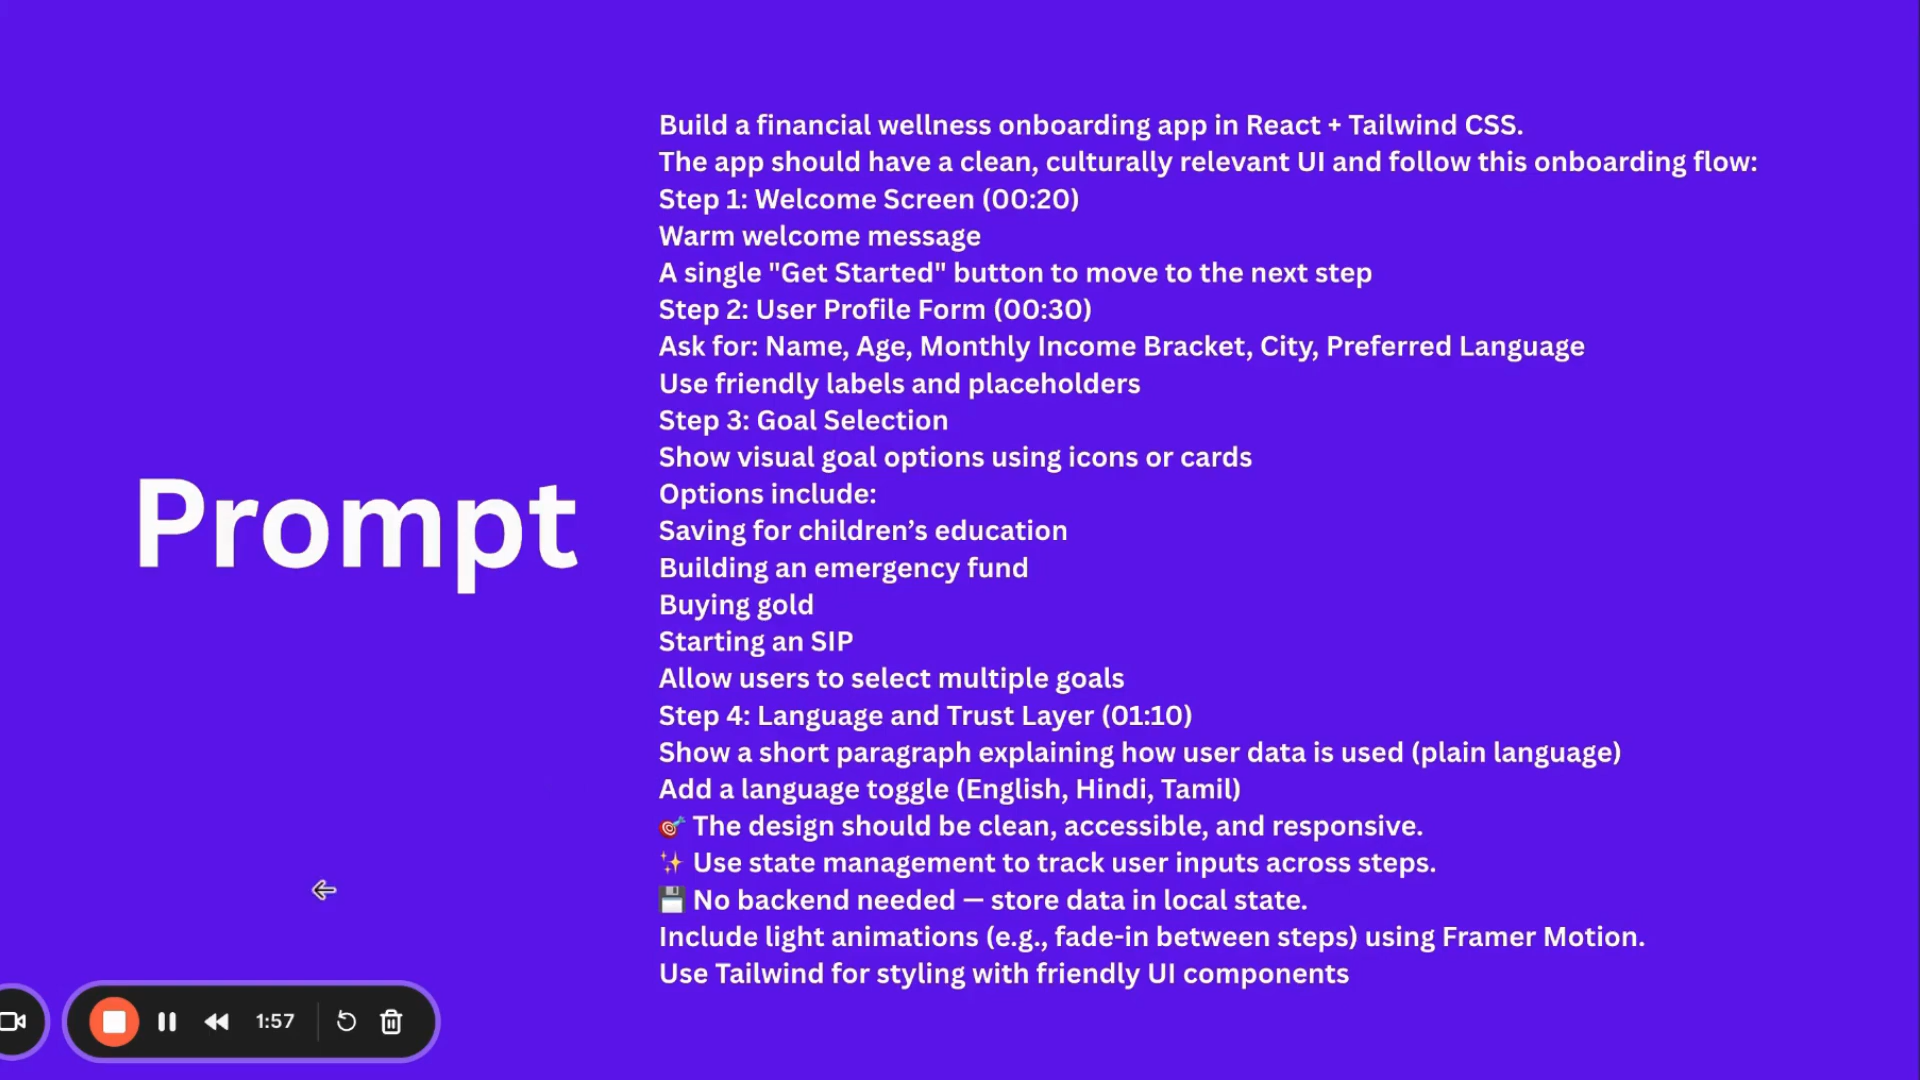 Prompt
Build a financial wellness onboarding app in React + Tailwind CSS.
The app should have a clean, culturally relevant UI and follow this onboarding flow:
Step 1: Welcome Screen (00:20)
Warm welcome message
A single "Get Started" button to move to the next step
Step 2: User Profile Form (00:30)
Ask for: Name, Age, Monthly Income Bracket, City, Preferred Language
Use friendly labels and placeholders
Step 3: Goal Selection
Show visual goal options using icons or cards
Options include:
Saving for children’s education
Building an emergency fund
Buying gold
Starting an SIP
Allow users to select multiple goals
Step 4: Language and Trust Layer (01:10)
Show a short paragraph explaining how user data is used (plain language)
Add a language toggle (English, Hindi, Tamil)
🎯 The design should be clean, accessible, and responsive.
✨ Use state management to track user inputs across steps.
💾 No backend needed — store data in local state.
Include light animations (e.g., fade-in between steps) using Framer Motion.
Use Tailwind for styling with friendly UI components
1:57